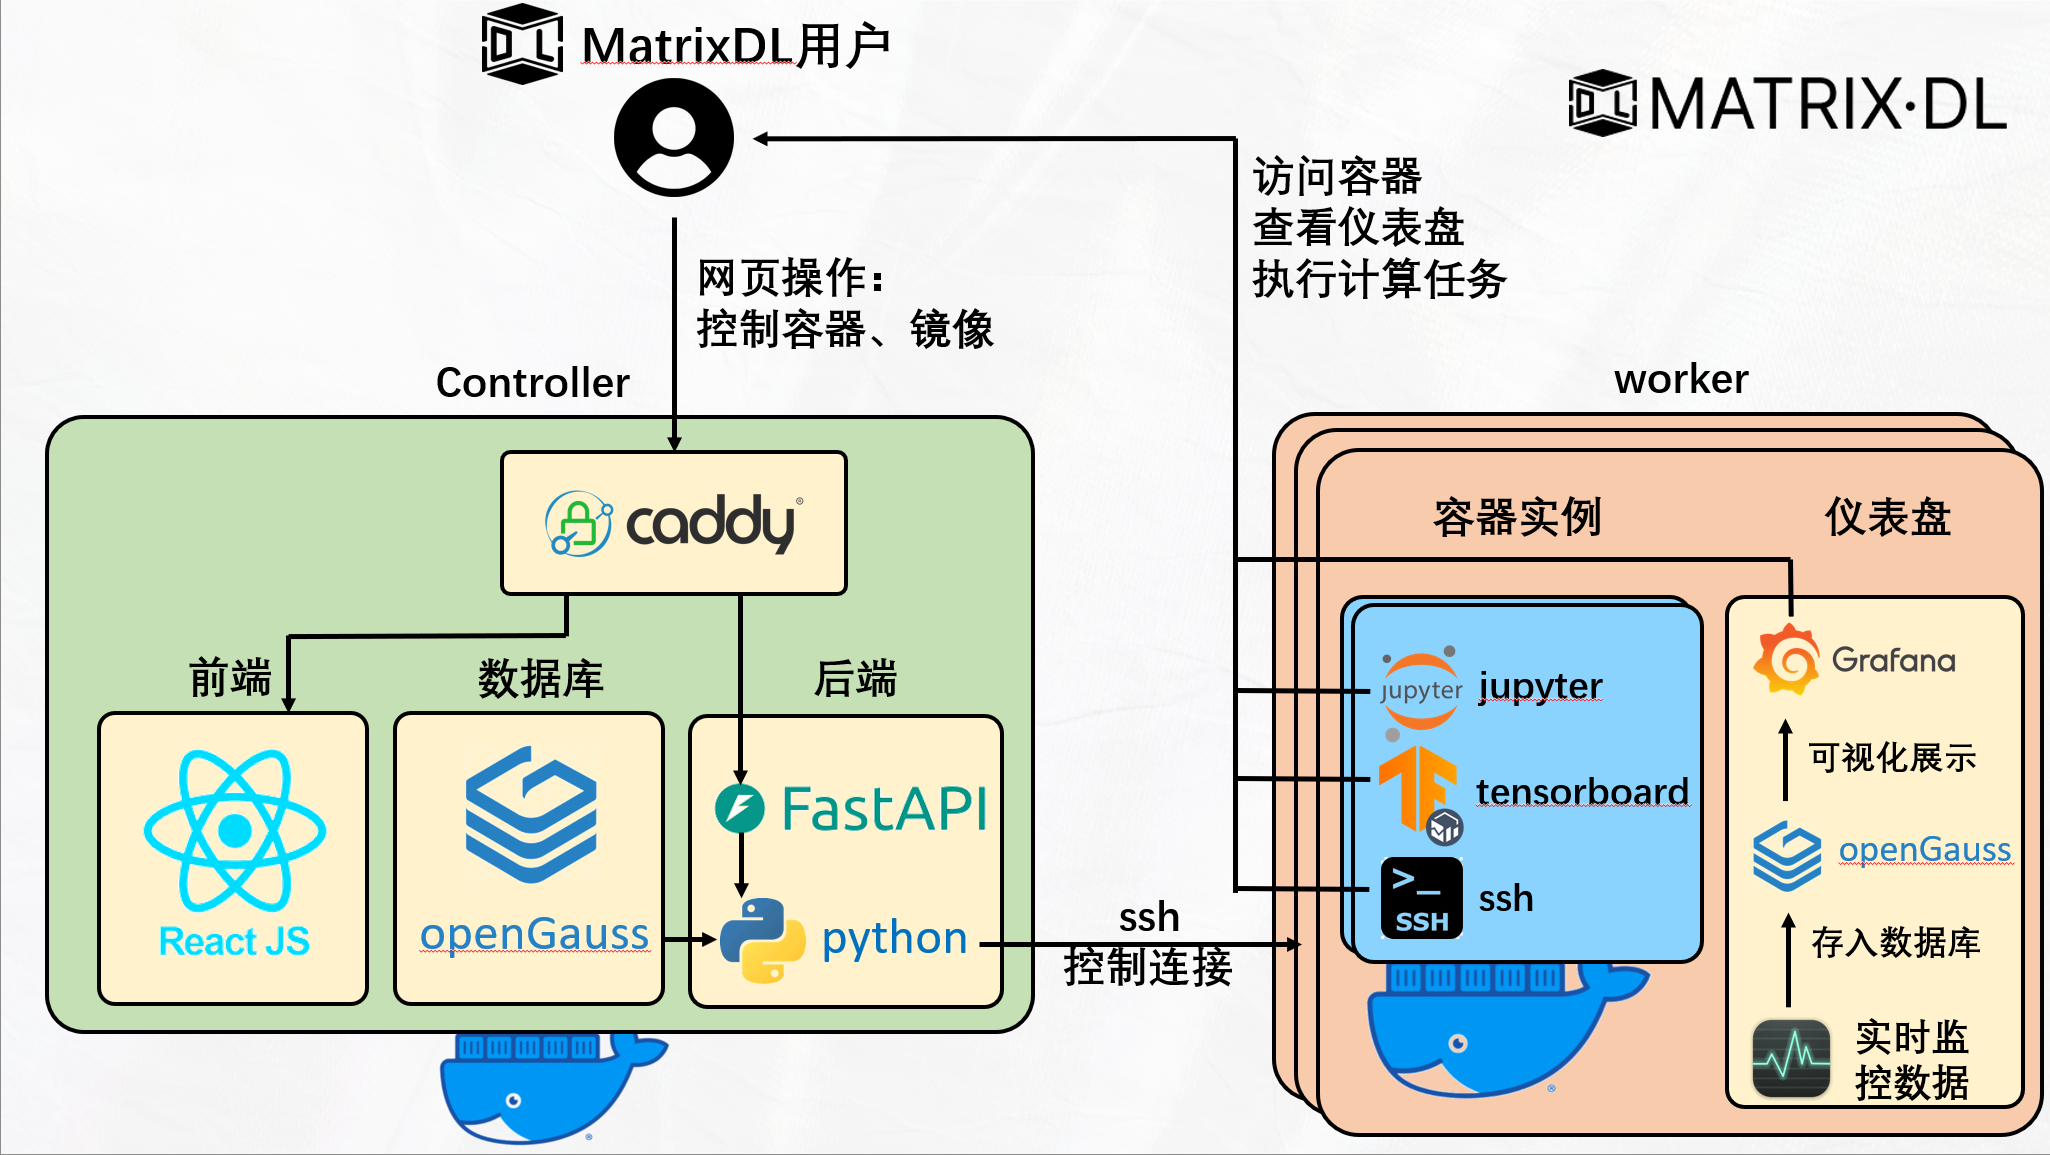 MatrixDL用户
MATRIX·DL
访问容器
查看仪表盘
执行计算任务
网页操作：
控制容器、镜像
Controller
worker
caddy
容器实例
仪表盘
前端
数据库
后端
React JS
openGauss
FastAPI
python
ssh
控制连接
jupyter
jupyter
tensorboard
>_
SSH
ssh
Grafana
可视化展示
openGauss
存入数据库
实时监
控数据